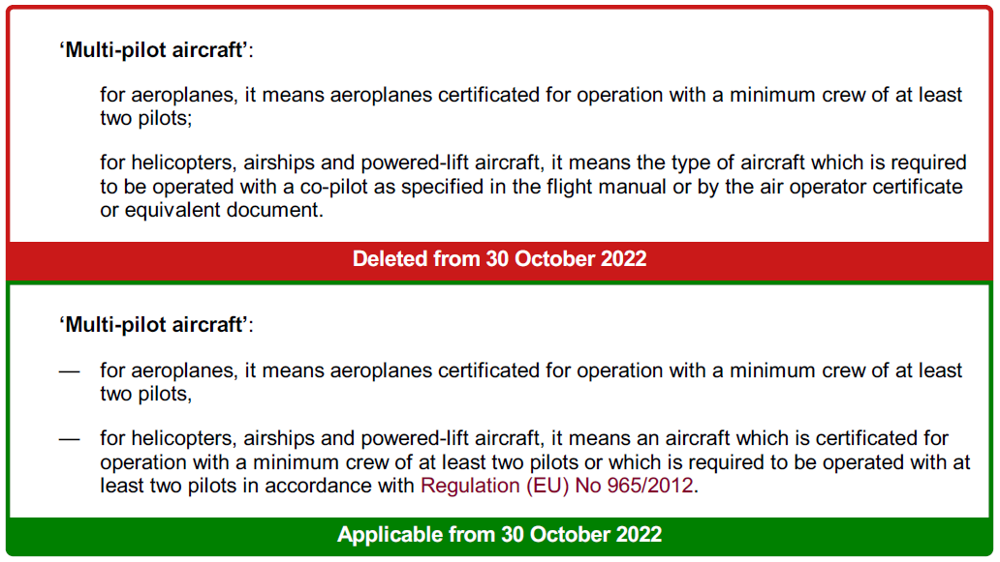 ‘Multi-pilot aircraft’:
for aeroplanes, it means aeroplanes certificated for operation with a minimum crew of at least
two pilots;
for helicopters, airships and powered-lift aircraft, it means the type of aircraft which is required
to be operated with a co-pilot as specified in the flight manual or by the air operator certificate
or equivalent document.
Deleted from 30 October 2022
‘Multi-pilot aircraft’:
— for aeroplanes, it means aeroplanes certificated for operation with a minimum crew of at least
two pilots,
— for helicopters, airships and powered-lift aircraft, it means an aircraft which is certificated for
operation with a minimum crew of at least two pilots or which is required to be operated with at
least two pilots in accordance with Regulation (EU) No 965/2012.
Applicable from 30 October 2022